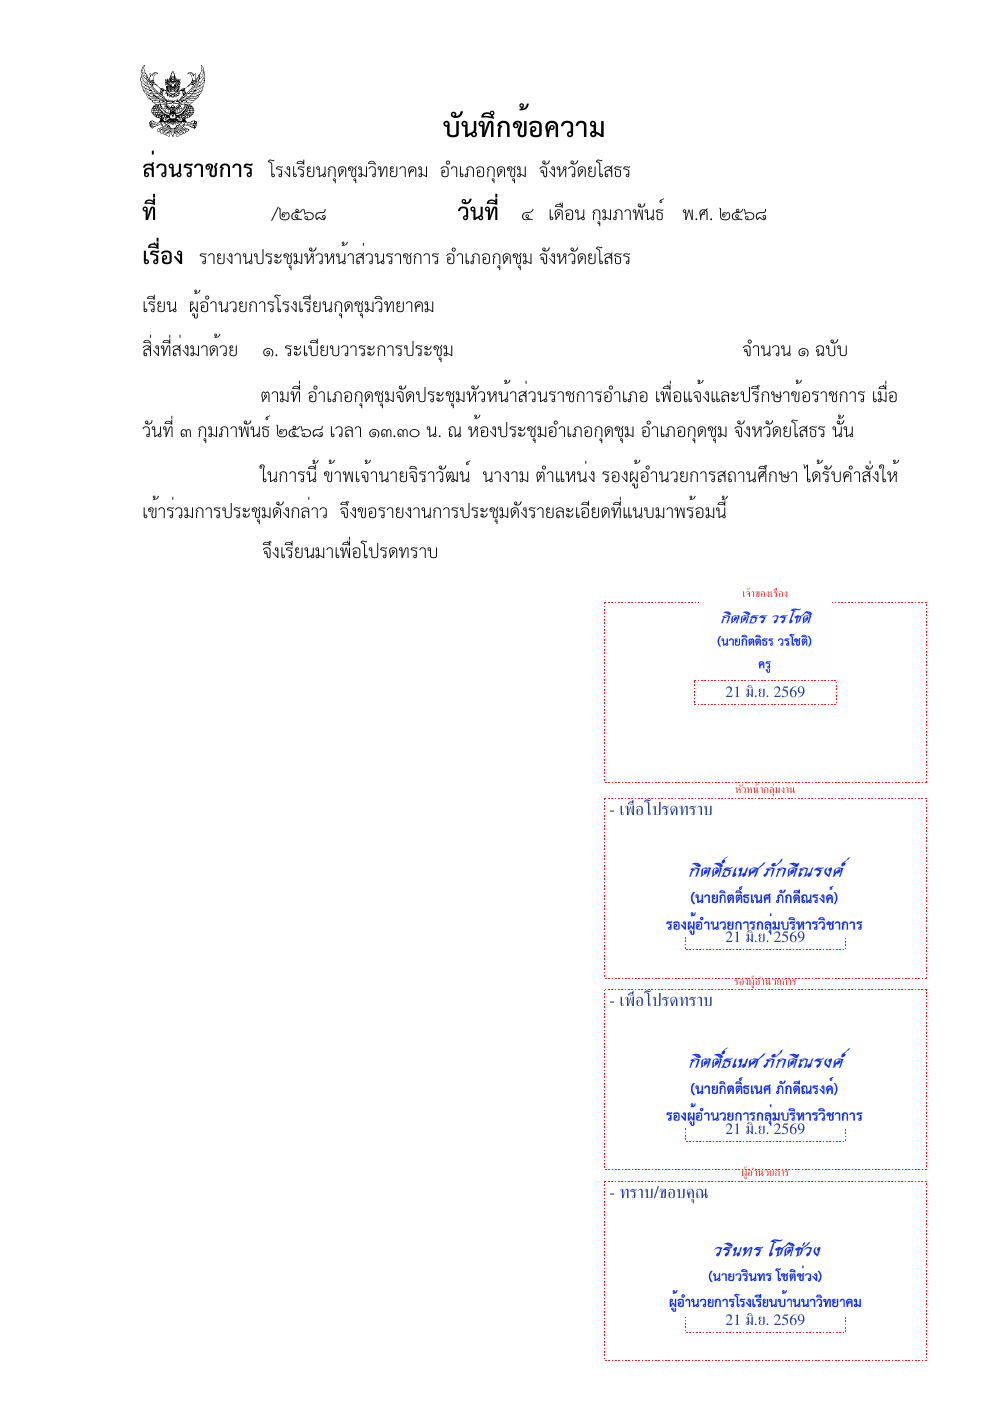 บันทึกข้อความ
ส่วนราชการ โรงเรียนกุดชุมวิทยาคม อำเภอกุดชุม จังหวัดยโสธร
ที่ /๒๕๖๘ วันที่ ๔ เดือน กุมภาพันธ์ พ.ศ. ๒๕๖๘
เรื่อง รายงานประชุมหัวหน้าส่วนราชการ อำเภอกุดชุม จังหวัดยโสธร
เรียน ผู้อำนวยการโรงเรียนกุดชุมวิทยาคม
สิ่งที่ส่งมาด้วย ๑. ระเบียบวาระการประชุม จำนวน ๑ ฉบับ
ตามที่ อำเภอกุดชุมจัดประชุมหัวหน้าส่วนราชการอำเภอ เพื่อแจ้งและปรึกษาข้อราชการ เมื่อ
วันที่ ๓ กุมภาพันธ์ ๒๕๖๘ เวลา ๑๓.๓๐ น. ณ ห้องประชุมอำเภอกุดชุม อำเภอกุดชุม จังหวัดยโสธร นั้น
ในการนี้ ข้าพเจ้านายจิราวัฒน์ นางาม ตำแหน่ง รองผู้อำนวยการสถานศึกษา ได้รับคำสั่งให้
เข้าร่วมการประชุมดังกล่าว จึงขอรายงานการประชุมดังรายละเอียดที่แนบมาพร้อมนี้
จึงเรียนมาเพื่อโปรดทราบ
เจ้าของเรื่อง
กิตติธร วรโชติ
(นายกิตติธร วรโชติ)
ครู
21 มิ.ย. 2569
หัวหน้ากลุ่มงาน
- เพื่อโปรดทราบ
กิตติ์ธเนศ ภักดีณรงค์
(นายกิตติ์ธเนศ ภักดีณรงค์)
รองผู้อำนวยการกลุ่มบริหารวิชาการ
21 มิ.ย. 2569
รองผู้อำนวยการ
- เพื่อโปรดทราบ
กิตติ์ธเนศ ภักดีณรงค์
(นายกิตติ์ธเนศ ภักดีณรงค์)
รองผู้อำนวยการกลุ่มบริหารวิชาการ
21 มิ.ย. 2569
ผู้อำนวยการ
- ทราบ/ขอบคุณ
วรินทร โชติช่วง
(นายวรินทร โชติช่วง)
ผู้อำนวยการโรงเรียนบ้านนาวิทยาคม
21 มิ.ย. 2569